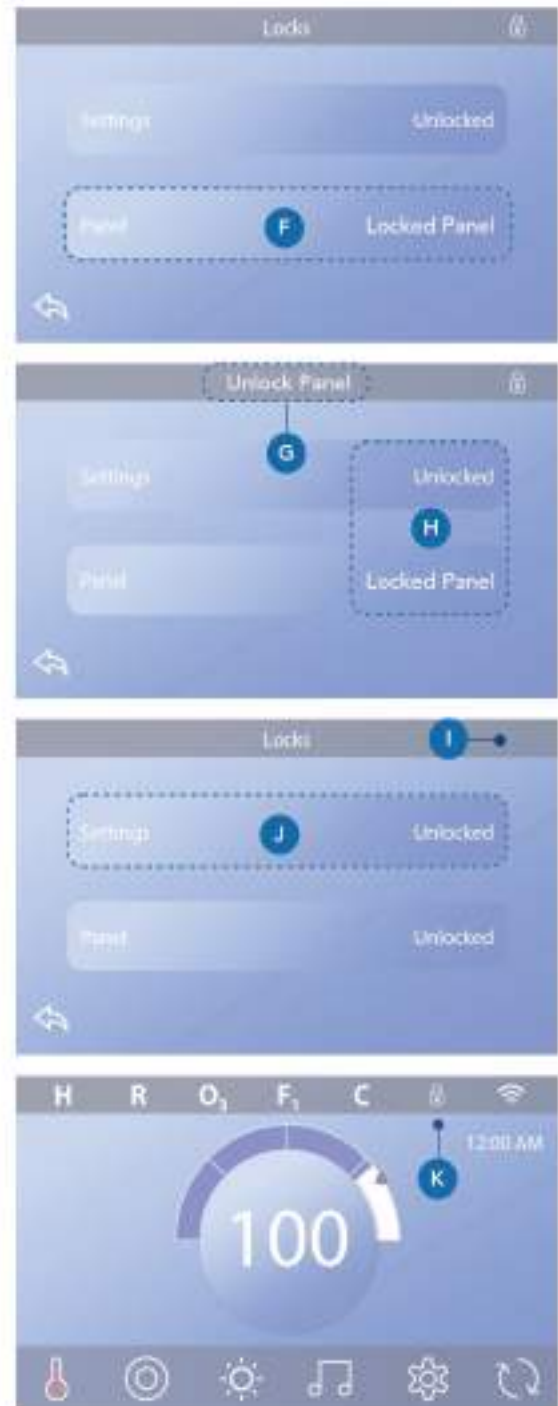 Locks
Settings Unlocked
Panel F Locked Panel
Unlock Panel
G
Settings Unlocked
H
Panel Locked Panel
Locks I
Settings J Unlocked
Panel Unlocked
H R O₃ F₁ C
12:00 AM
K
100